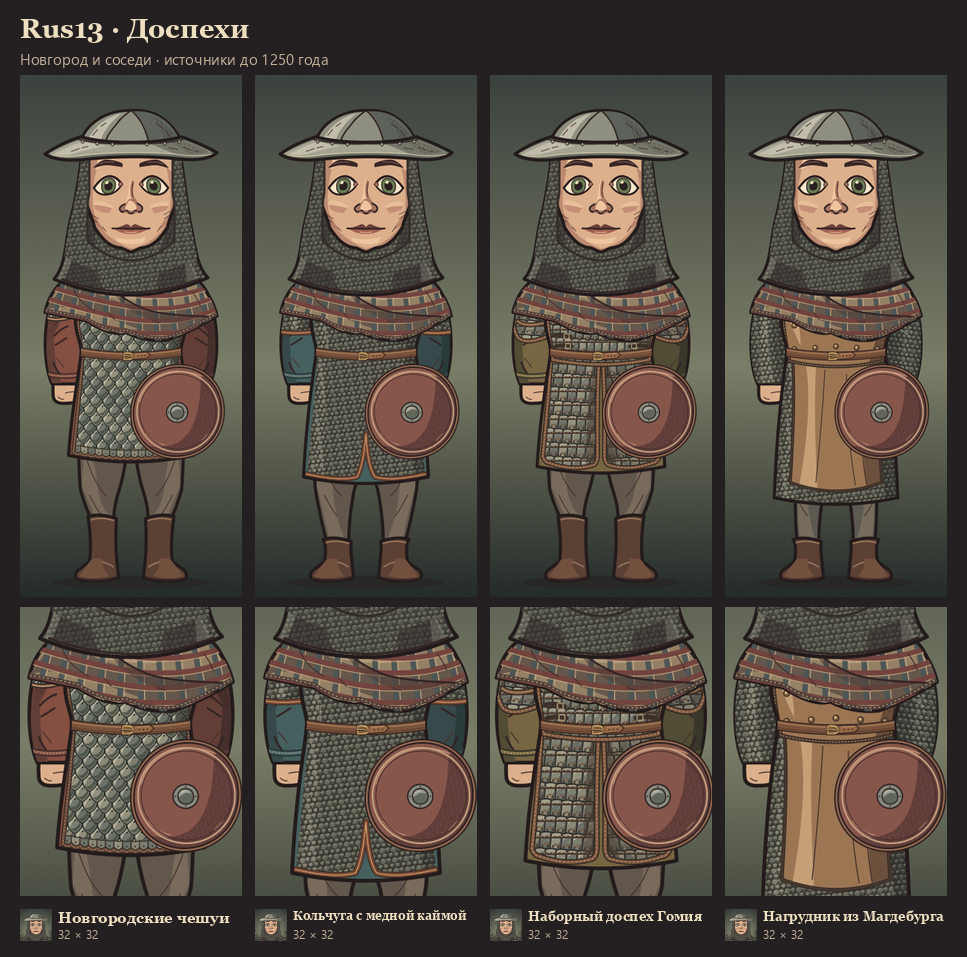 Rus13 · Доспехи
Новгород и соседи · источники до 1250 года
Новгордские чешуи
32 × 32
Кольчуга с медной каймой
32 × 32
Наборный доспех Гомия
32 × 32
Нагрудник из Магдебурга
32 × 32